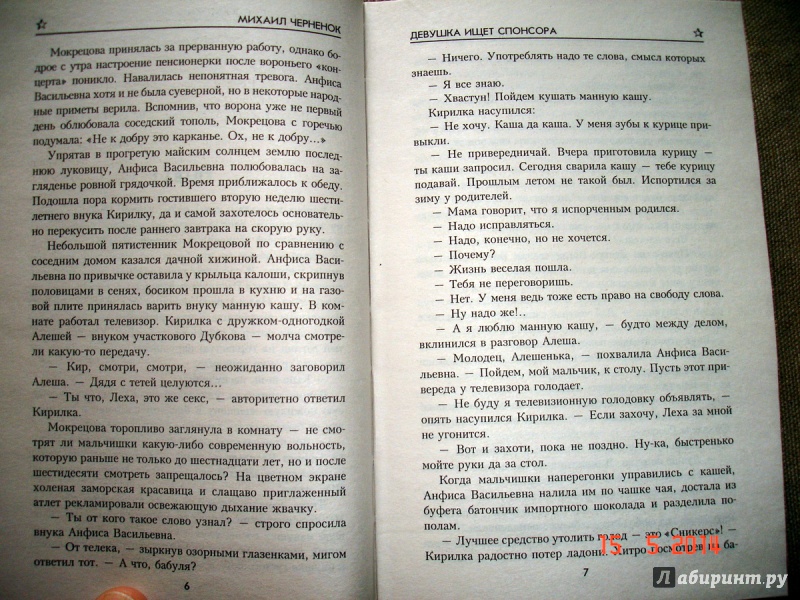 МИХАИЛ ЧЕРНЕНОК
Мокрецова принялась за прерванную работу, однако бо-
дрое с утра настроение пенсионерки после вороньего «кон-
церта» поникло. Навалилась непонятная тревога. Анфиса
Васильевна хотя и не была суеверной, но в некоторые народ-
ные приметы верила. Вспомнив, что ворона уже не первый
день облюбовала соседский тополь, Мокрецова с горечью
подумала: «Не к добру это карканье. Ох, не к добру...»
Упрятав в прогретую майским солнцем землю послед-
нюю луковицу, Анфиса Васильевна полюбовалась на за-
гляденье ровной грядочкой. Время приближалось к обеду.
Подошла пора кормить гостившего вторую неделю шести-
летнего внука Кирилку, да и самой захотелось основатель-
но перекусить после раннего завтрака на скорую руку.
Небольшой пятистенник Мокрецовой по сравнению с
соседним домом казался дачной хижиной. Анфиса Васи-
льевна по привычке оставила у крыльца калоши, скрипнув
половицами в сенях, босиком прошла в кухню и на газо-
вой плите принялась варить внуку манную кашу. В ком-
нате работал телевизор. Кирилка с дружком-одногодкой
Алешей — внуком участкового Дубкова — молча смотре-
ли какую-то передачу.
— Кир, смотри, смотри, — неожиданно заговорил
Алеша. — Дядя с тетей целуются...
— Ты что, Леха, это же секс, — авторитетно ответил
Кирилка.
Мокрецова торопливо заглянула в комнату — не смо-
трят ли мальчишки какую-либо современную вольность,
которую раньше не только до шестнадцати лет, но и после
шестидесяти смотреть запрещалось? На цветном экране
холеная заморская красавица и слащаво приглаженный
атлет рекламировали освежающую дыхание жвачку.
— Ты от кого такое слово узнал? — строго спросила
внука Анфиса Васильевна.
— От телека, — зыркнув озорными глазенками, мигом
ответил тот. — А что, бабуля?
6
ДЕВУШКА ИЩЕТ СПОНСОРА
— Ничего. Употреблять надо те слова, смысл которых
знаешь.
— Я все знаю.
— Хвастун! Пойдем кушать манную кашу.
Кирилка насупился:
— Не хочу. Каша да каша. У меня зубы к курице при-
выкли.
— Не привередничай. Вчера приготовила курицу —
ты каши запросил. Сегодня сварила кашу — тебе курицу
подавай. Прошлым летом не такой был. Испортился за
зиму у родителей.
— Мама говорит, что я испорченным родился.
— Надо исправляться.
— Надо, конечно, но не хочется.
— Почему?
— Жизнь веселая пошла.
— Тебя не переговоришь.
— Нет. У меня ведь тоже есть право на свободу слова.
— Ну надо же!..
— А я люблю манную кашу, — будто между делом,
вклинился в разговор Алеша.
— Молодец, Алешенька, — похвалила Анфиса Васи-
льевна. — Пойдем, мой мальчик, к столу. Пусть этот при-
вереда у телевизора голодает.
— Не буду я телевизионную голодовку объявлять, —
опять насупился Кирилка. — Если захочу, Леха за мной
не угонится.
— Вот и захоти, пока не поздно. Ну-ка, быстренько
мойте руки да за стол.
Когда мальчишки наперегонки управились с кашей,
Анфиса Васильевна налила им по чашке чая, достала из
буфета батончик импортного шоколада и разделила по-
полам.
— Лучшее средство утолить голод — это «Сникерс»! —
Кирилка радостно потер ладони. Хитро посмотрев на ба-
7
15 5 2014
Лабиринт.ру